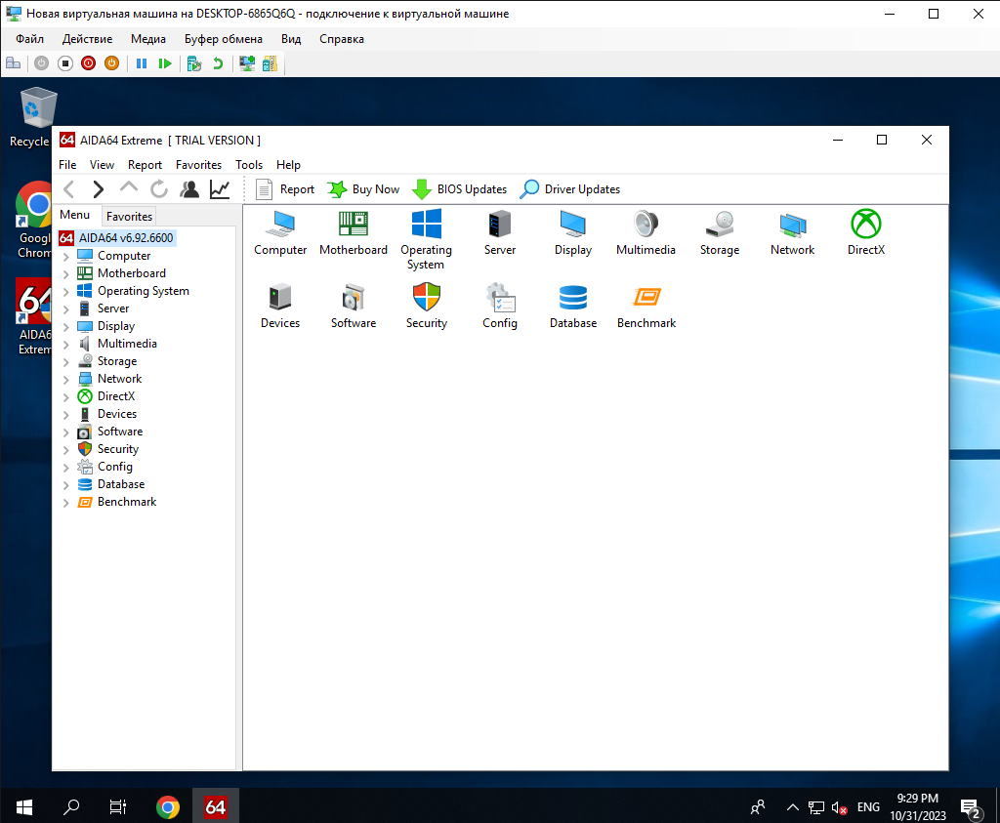 Новая виртуальная машина на DESKTOP-6865Q6Q - подключение к виртуальной машине
Файл Действие Медиа Буфер обмена Вид Справка
Recycle
Googl
Chrom
64
AIDA6
Extrem
64 AIDA64 Extreme [ TRIAL VERSION ]
File View Report Favorites Tools Help
Report Buy Now BIOS Updates Driver Updates
Menu Favorites
64 AIDA64 v6.92.6600
Computer
Motherboard
Operating System
Server
Display
Multimedia
Storage
Network
DirectX
Devices
Software
Security
Config
Database
Benchmark
Computer Motherboard Operating System Server Display Multimedia Storage Network DirectX
Devices Software Security Config Database Benchmark
64
ENG
9:29 PM
10/31/2023
2